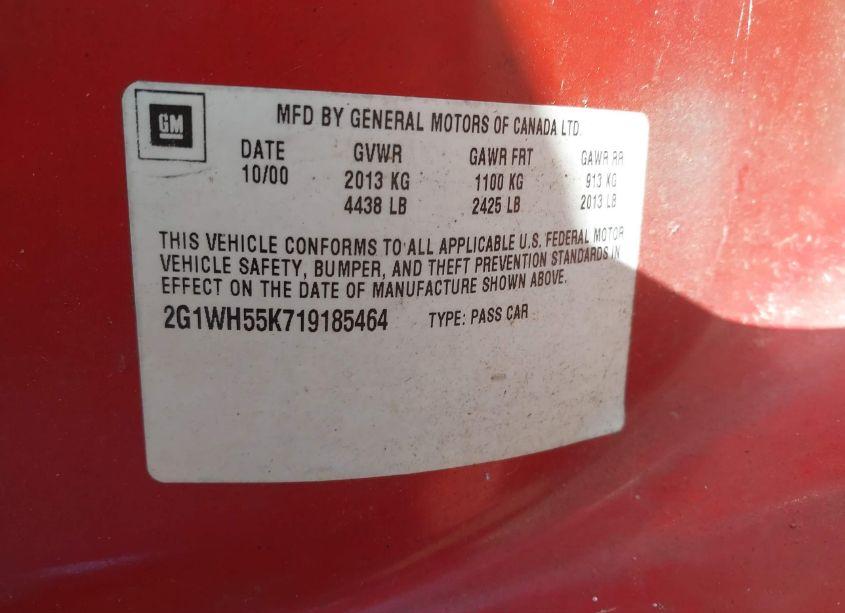 GM
MFD BY GENERAL MOTORS OF CANADA LTD.
DATE GVWR GAWR FRT GAWR RR
10/00 2013 KG 1100 KG 913 KG
4438 LB 2425 LB 2013 LB
THIS VEHICLE CONFORMS TO ALL APPLICABLE U.S. FEDERAL MOTOR
VEHICLE SAFETY, BUMPER, AND THEFT PREVENTION STANDARDS IN
EFFECT ON THE DATE OF MANUFACTURE SHOWN ABOVE.
2G1WH55K719185464 TYPE: PASS CAR